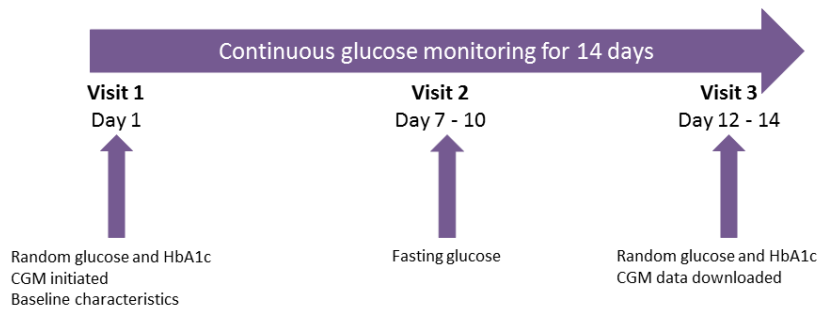 Continuous glucose monitoring for 14 days
Visit 1
Day 1
Visit 2
Day 7 - 10
Visit 3
Day 12 - 14
Random glucose and HbA1c
CGM initiated
Baseline characteristics
Fasting glucose
Random glucose and HbA1c
CGM data downloaded